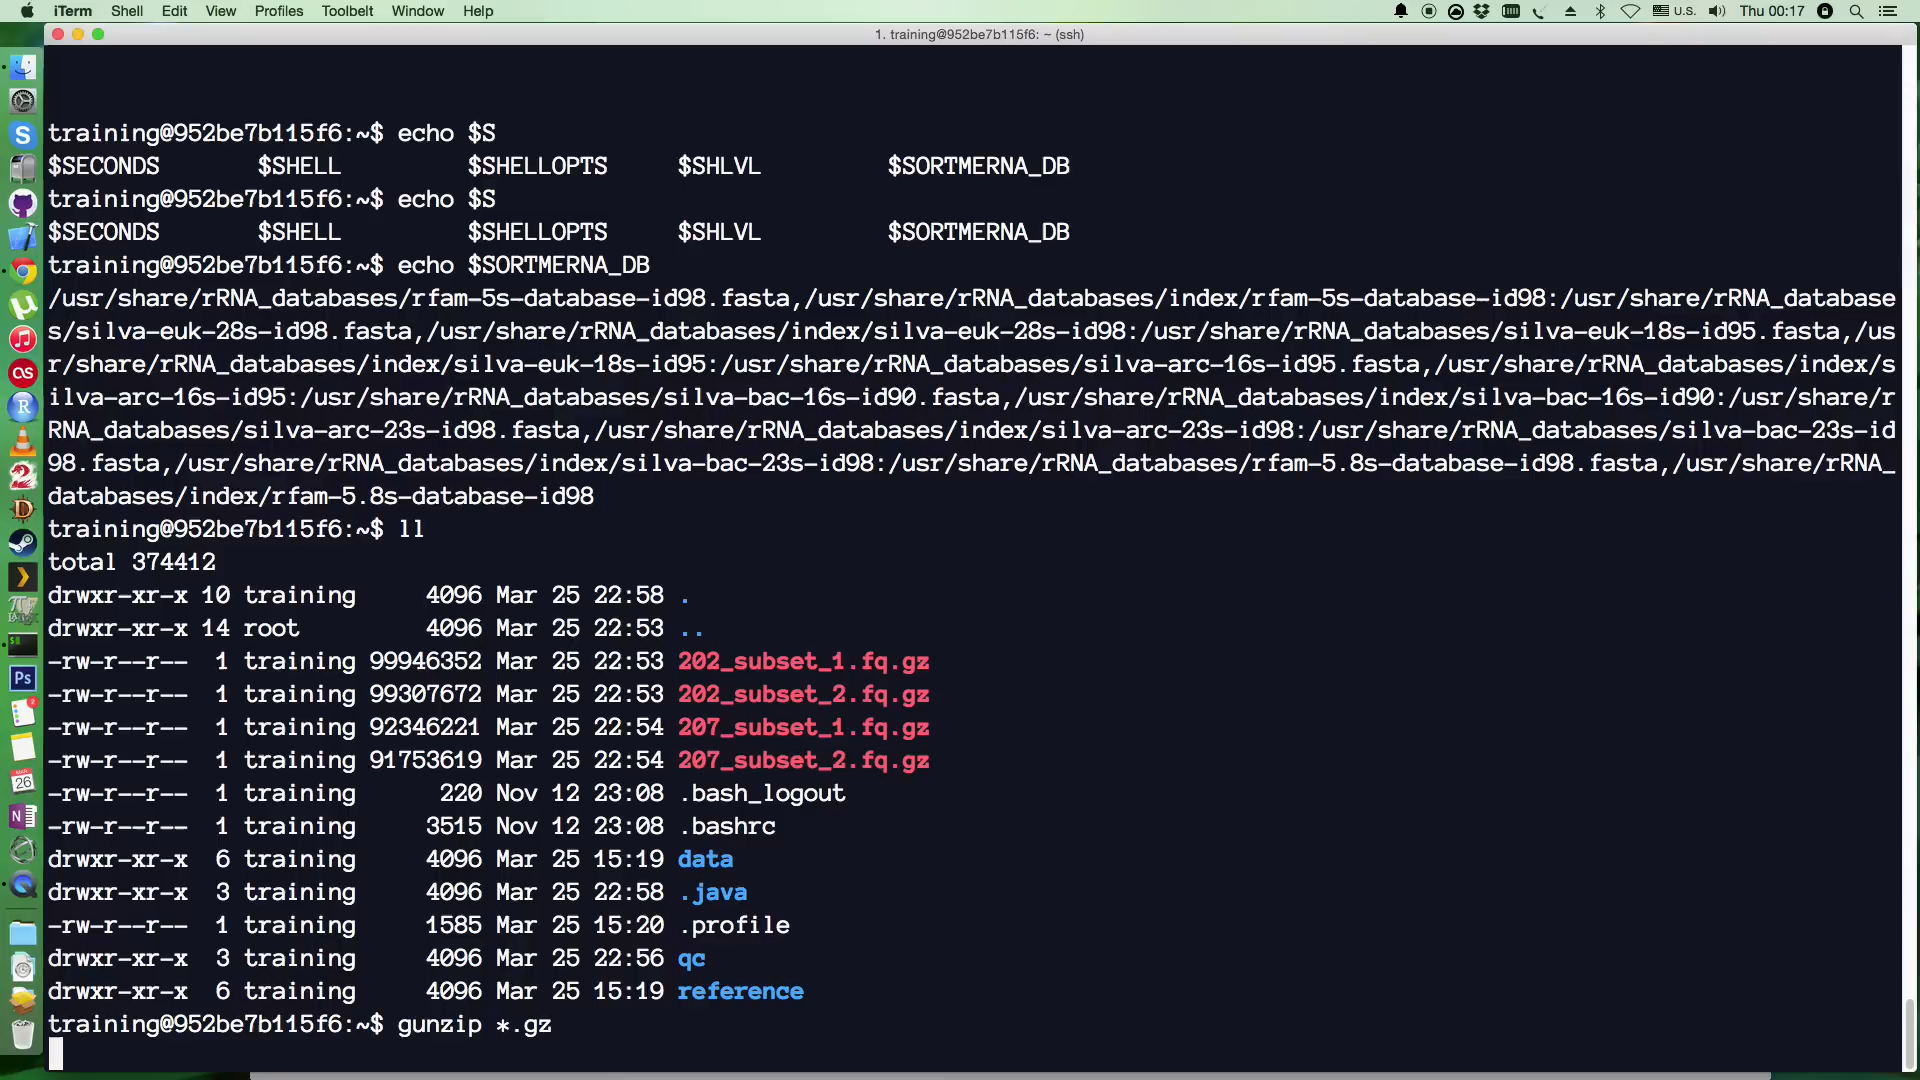 iTerm Shell Edit View Profiles Toolbelt Window Help U.S. Thu 00:17
1. training@952be7b115f6: ~ (ssh)
training@952be7b115f6:~$ echo $S
$SECONDS $SHELL $SHELLOPTS $SHLVL $SORTMERNA_DB
training@952be7b115f6:~$ echo $S
$SECONDS $SHELL $SHELLOPTS $SHLVL $SORTMERNA_DB
training@952be7b115f6:~$ echo $SORTMERNA_DB
/usr/share/rRNA_databases/rfam-5s-database-id98.fasta,/usr/share/rRNA_databases/index/rfam-5s-database-id98:/usr/share/rRNA_database
s/silva-euk-28s-id98.fasta,/usr/share/rRNA_databases/index/silva-euk-28s-id98:/usr/share/rRNA_databases/silva-euk-18s-id95.fasta,/us
r/share/rRNA_databases/index/silva-euk-18s-id95:/usr/share/rRNA_databases/silva-arc-16s-id95.fasta,/usr/share/rRNA_databases/index/s
ilva-arc-16s-id95:/usr/share/rRNA_databases/silva-bac-16s-id90.fasta,/usr/share/rRNA_databases/index/silva-bac-16s-id90:/usr/share/r
RNA_databases/silva-arc-23s-id98.fasta,/usr/share/rRNA_databases/index/silva-arc-23s-id98:/usr/share/rRNA_databases/silva-bac-23s-id
98.fasta,/usr/share/rRNA_databases/index/silva-bac-23s-id98:/usr/share/rRNA_databases/rfam-5.8s-database-id98.fasta,/usr/share/rRNA_
databases/index/rfam-5.8s-database-id98
training@952be7b115f6:~$ ll
total 374412
drwxr-xr-x 10 training 4096 Mar 25 22:58 .
drwxr-xr-x 14 root 4096 Mar 25 22:53 ..
-rw-r--r-- 1 training 99946352 Mar 25 22:53 202_subset_1.fq.gz
-rw-r--r-- 1 training 99307672 Mar 25 22:53 202_subset_2.fq.gz
-rw-r--r-- 1 training 92346221 Mar 25 22:54 207_subset_1.fq.gz
-rw-r--r-- 1 training 91753619 Mar 25 22:54 207_subset_2.fq.gz
-rw-r--r-- 1 training 220 Nov 12 23:08 .bash_logout
-rw-r--r-- 1 training 3515 Nov 12 23:08 .bashrc
drwxr-xr-x 6 training 4096 Mar 25 15:19 data
drwxr-xr-x 3 training 4096 Mar 25 22:58 .java
-rw-r--r-- 1 training 1585 Mar 25 15:20 .profile
drwxr-xr-x 3 training 4096 Mar 25 22:56 qc
drwxr-xr-x 6 training 4096 Mar 25 15:19 reference
training@952be7b115f6:~$ gunzip *.gz